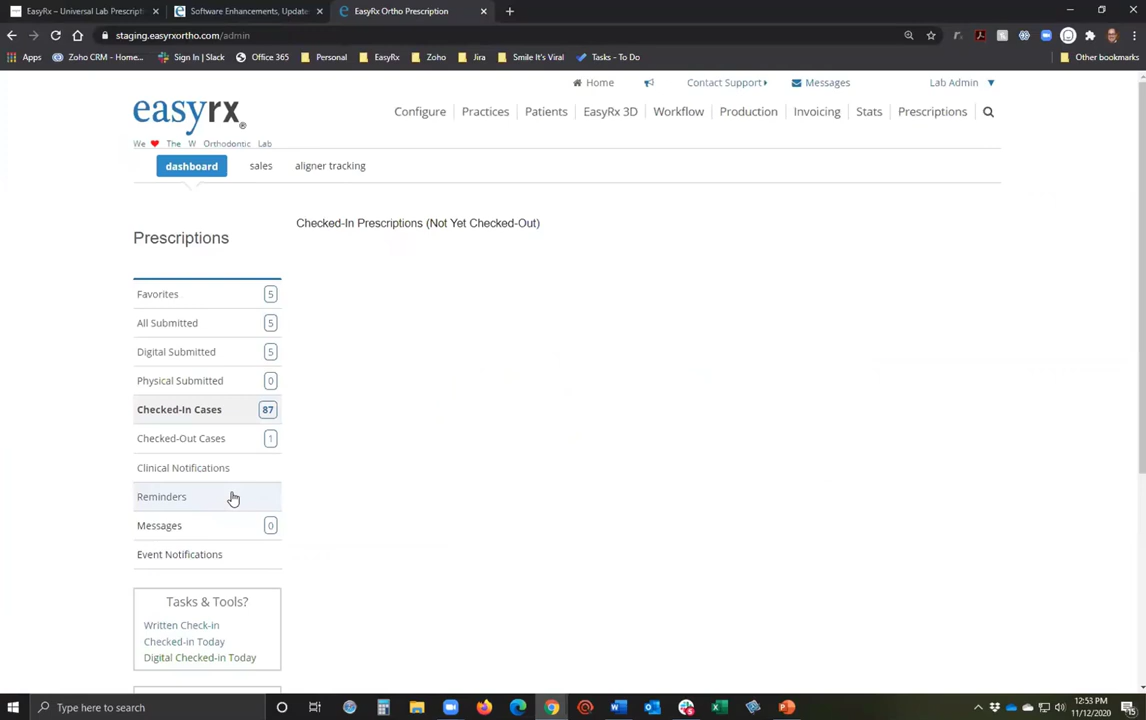 EasyRx – Universal Lab Prescript
Software Enhancements, Update
EasyRx Ortho Prescription
staging.easyrxortho.com/admin
Apps
Zoho CRM - Home...
Sign In | Slack
Office 365
Personal
EasyRx
Zoho
Jira
Smile It's Viral
Tasks - To Do
Other bookmarks
Home
Contact Support
Messages
Lab Admin
easyrx®
Configure
Practices
Patients
EasyRx 3D
Workflow
Production
Invoicing
Stats
Prescriptions
We ❤ The W Orthodontic Lab
dashboard
sales
aligner tracking
Checked-In Prescriptions (Not Yet Checked-Out)
Prescriptions
Favorites 5
All Submitted 5
Digital Submitted 5
Physical Submitted 0
Checked-In Cases 87
Checked-Out Cases 1
Clinical Notifications
Reminders
Messages 0
Event Notifications
Tasks & Tools?
Written Check-in
Checked-in Today
Digital Checked-in Today
Type here to search
12:53 PM
11/12/2020